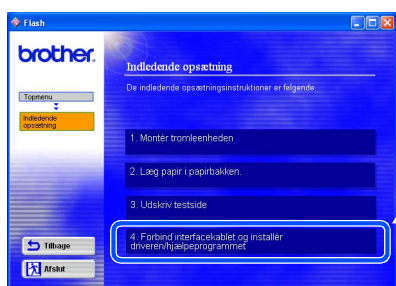 Flash
brother.
Topmenu
Indledende
opsætning
Tilbage
Afslut
Indledende opsætning
De indledende opsætningsinstruktioner er følgende
1. Montér tromleenheden
2. Læg papir i papirbakken.
3. Udskriv testside
4. Forbind interfacekablet og installér
driveren/hjælpeprogrammet